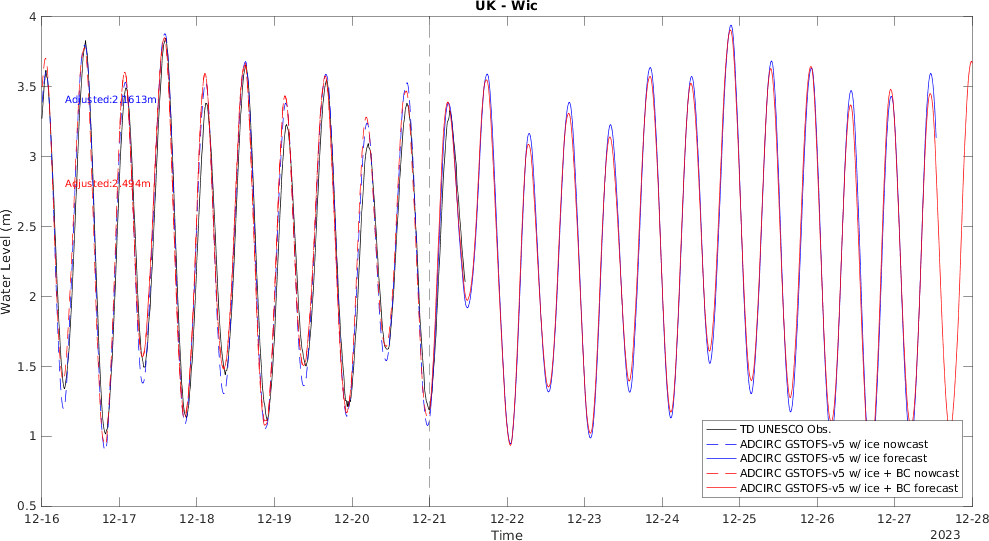 UK - Wic
4
3.5
3
2.5
2
1.5
1
0.5
Water Level (m)
Adjusted:2.1613m
Adjusted:2.494m
TD UNESCO Obs.
ADCIRC GSTOFS-v5 w/ ice nowcast
ADCIRC GSTOFS-v5 w/ ice forecast
ADCIRC GSTOFS-v5 w/ ice + BC nowcast
ADCIRC GSTOFS-v5 w/ ice + BC forecast
12-16 12-17 12-18 12-19 12-20 12-21 12-22 12-23 12-24 12-25 12-26 12-27 12-28
Time
2023